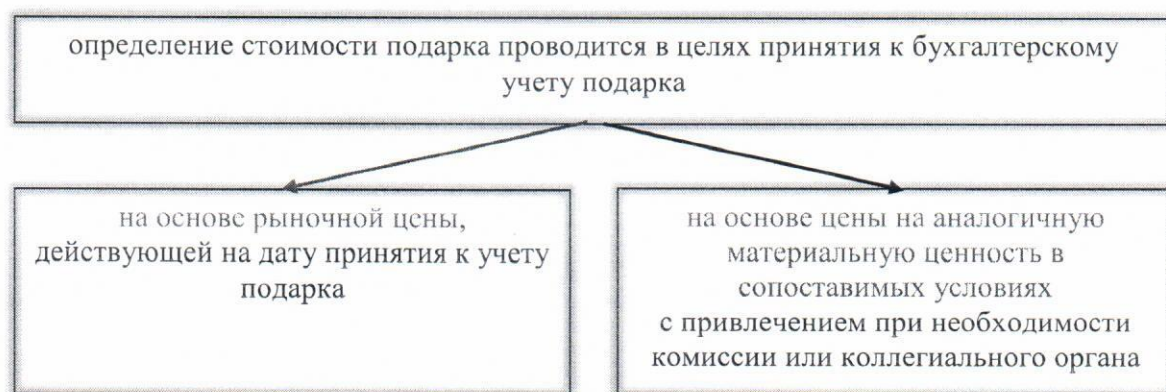 определение стоимости подарка проводится в целях принятия к бухгалтерскому
учету подарка
на основе рыночной цены,
действующей на дату принятия к учету
подарка
на основе цены на аналогичную
материальную ценность в
сопоставимых условиях
с привлечением при необходимости
комиссии или коллегиального органа